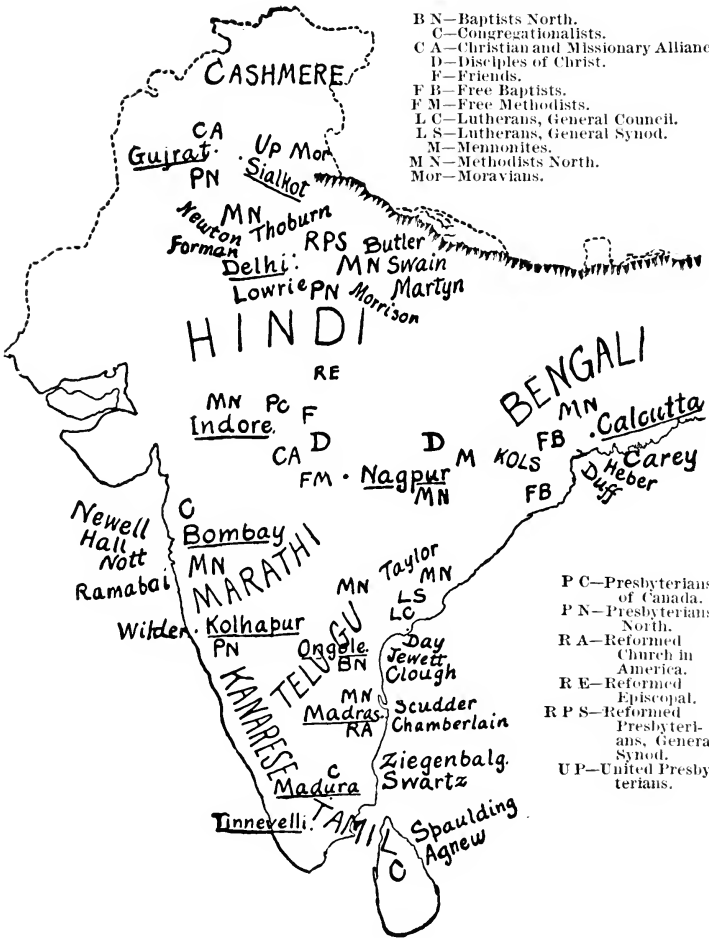 B N—Baptists North.
C—Congregationalists.
C A—Christian and Missionary Allianc
D—Disciples of Christ.
F—Friends.
F B—Free Baptists.
F M—Free Methodists.
L C—Lutherans, General Council.
L S—Lutherans, General Synod.
M—Mennonites.
M N—Methodists North.
Mor—Moravians.
CASHMERE
CA
Gujrat
UP Mor
Sialkot
PN
MN
Newton
Thoburn
Forman
RPS Butler
Delhi MN Swain
Lowrie PN Morrison Martyn
HINDI
RE
BENGALI
MN PC F
Indore
MN
Calcutta
CA D
D M KOLS FB
Carey
Heber
Duff
FM Nagpur
MN
FB
Newell
Hall
Nott
Ramabai
C
Bombay
MN
MARATHI
Taylor
MN MN
LS
LC
Wilder Kolhapur
PN
TELUGU
Ongole
BN
Day
Jewett
Clough
KANARESE
MN
Madras
RA
Scudder
Chamberlain
C
Madura
Ziegenbalg.
Swartz
Tinnevelli.
TAMIL
C
Spaulding
Agnew
P C—Presbyterians
of Canada.
P N—Presbyterians
North.
R A—Reformed
Church in
America.
R E—Reformed
Episcopal.
R P S—Reformed
Presbyteri-
ans, Genera
Synod.
U P—United Presby
terians.